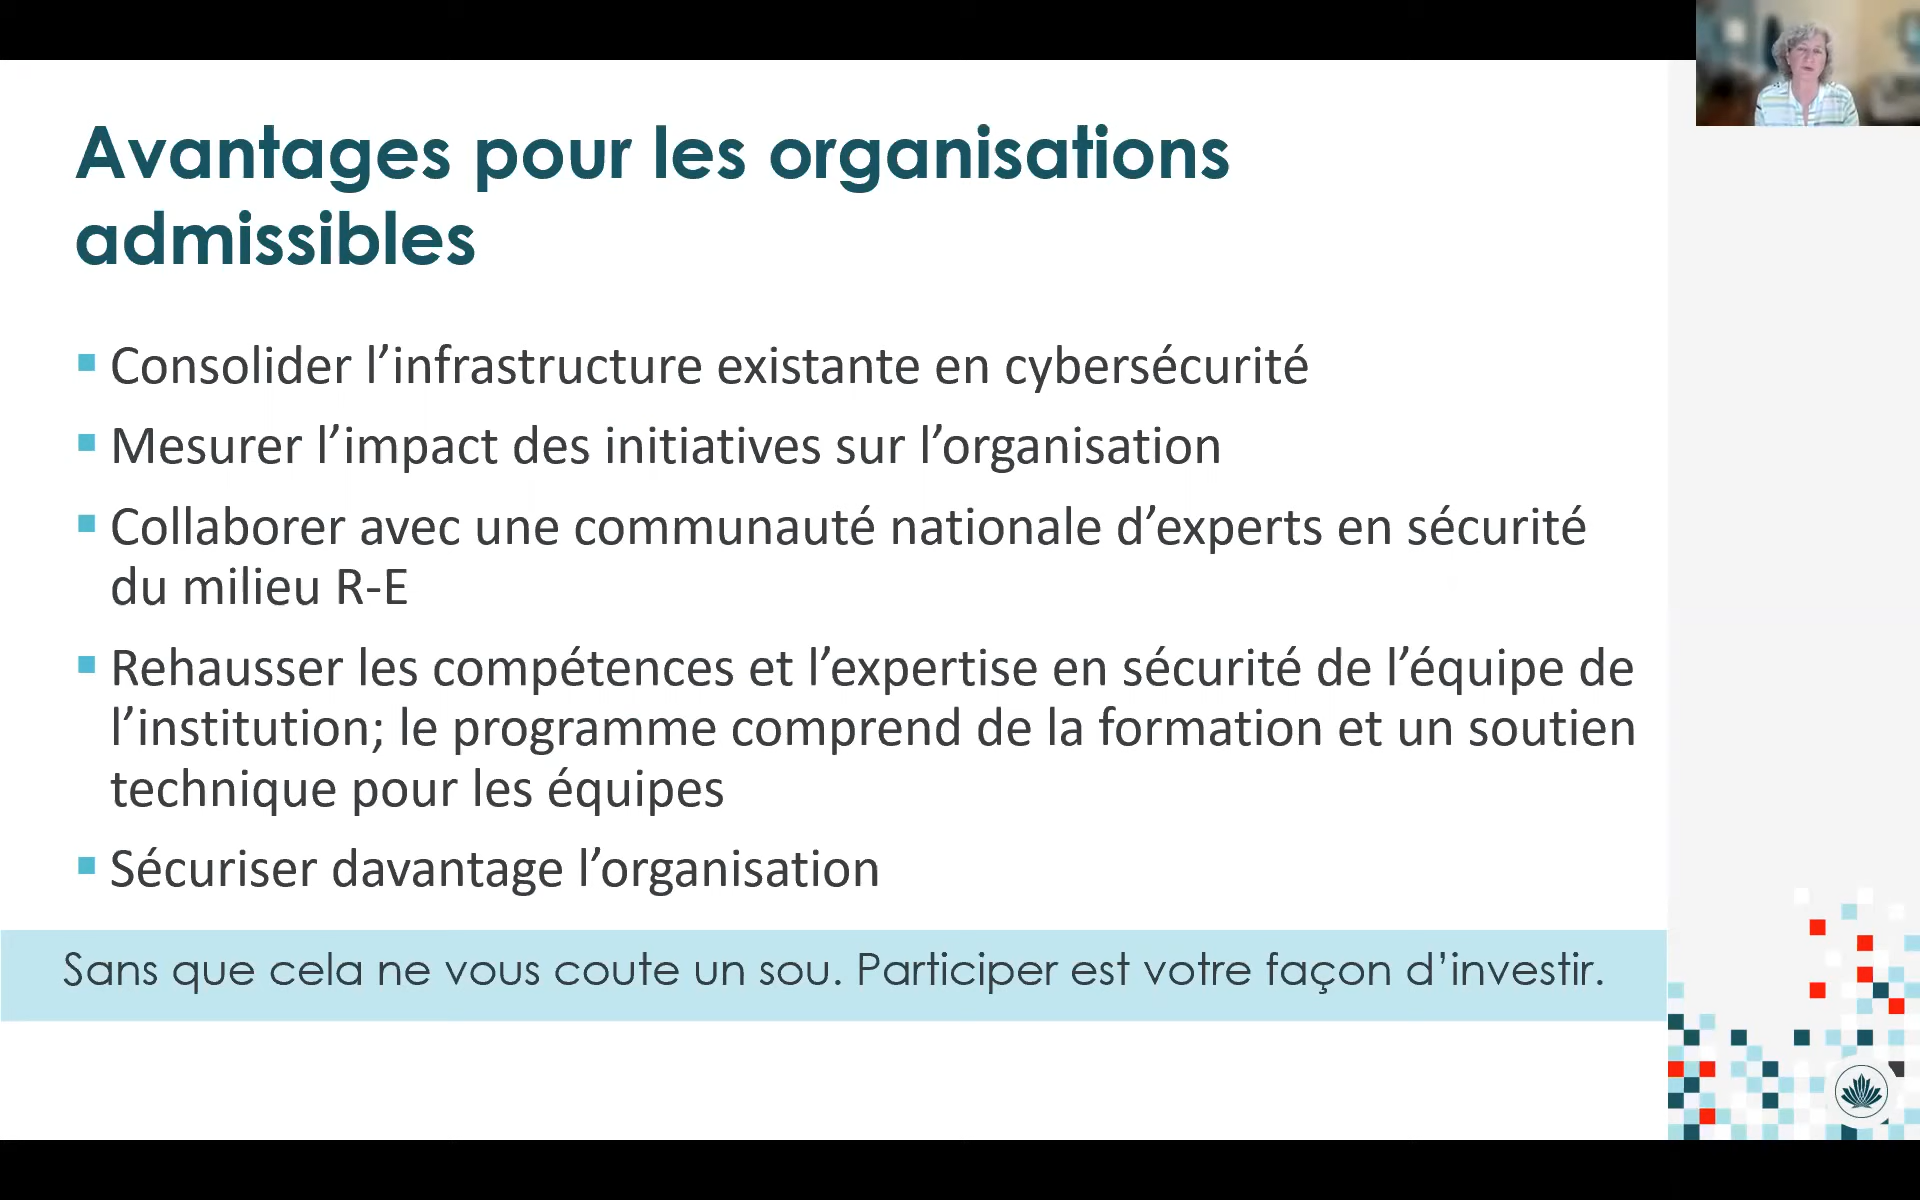 Avantages pour les organisations
admissibles
Consolider l’infrastructure existante en cybersécurité
Mesurer l’impact des initiatives sur l’organisation
Collaborer avec une communauté nationale d’experts en sécurité
du milieu R-E
Rehausser les compétences et l’expertise en sécurité de l’équipe de
l’institution; le programme comprend de la formation et un soutien
technique pour les équipes
Sécuriser davantage l’organisation
Sans que cela ne vous coute un sou. Participer est votre façon d’investir.